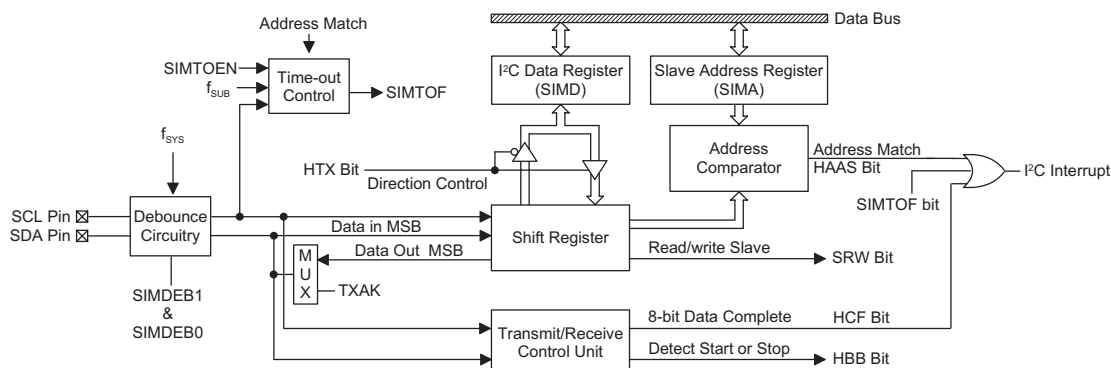 Data Bus
Address Match
SIMTOEN
fSUB
Time-out
Control
SIMTOF
I²C Data Register
(SIMD)
Slave Address Register
(SIMA)
fSYS
HTX Bit
Direction Control
Address
Comparator
Address Match
HAAS Bit
I²C Interrupt
SIMTOF bit
SCL Pin
SDA Pin
Debounce
Circuitry
Data in MSB
Shift Register
Data Out MSB
M
U
X
TXAK
Read/write Slave
SRW Bit
SIMDEB1
&
SIMDEB0
Transmit/Receive
Control Unit
8-bit Data Complete
HCF Bit
Detect Start or Stop
HBB Bit